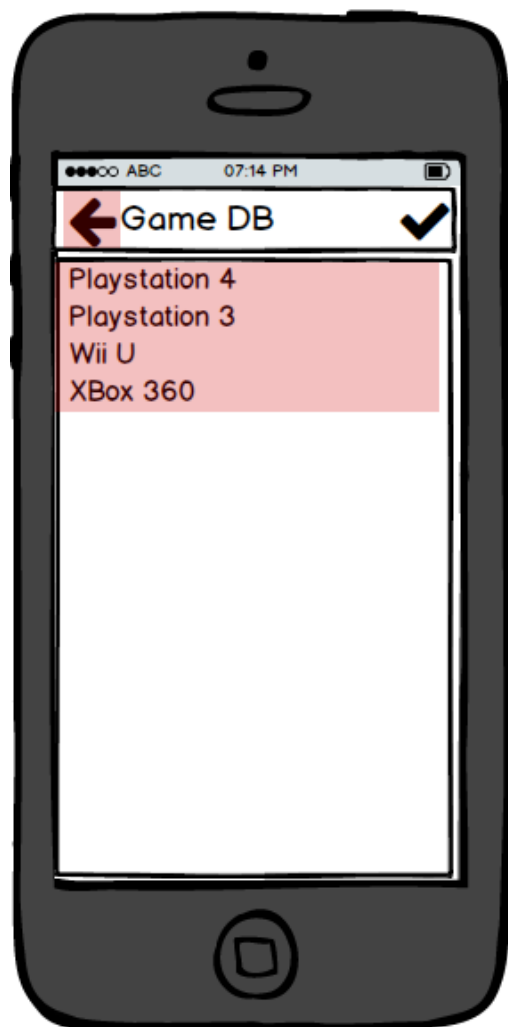 ABC 07:14 PM
Game DB
Playstation 4
Playstation 3
Wii U
XBox 360